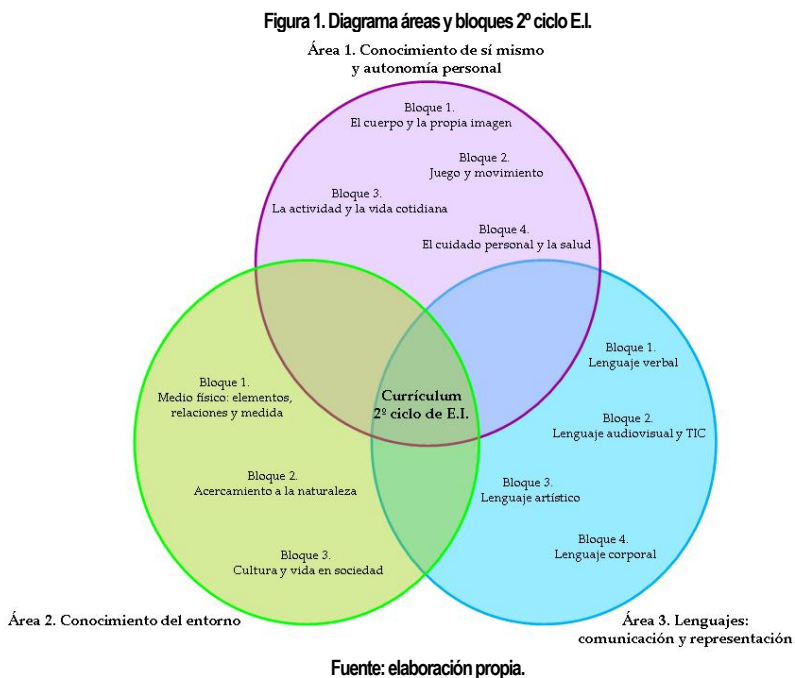 Figura 1. Diagrama áreas y bloques 2º ciclo E.I.
Área 1. Conocimiento de sí mismo
y autonomía personal
Bloque 1.
El cuerpo y la propia imagen
Bloque 2.
Juego y movimiento
Bloque 3.
La actividad y la vida cotidiana
Bloque 4.
El cuidado personal y la salud
Bloque 1.
Medio físico: elementos,
relaciones y medida
Bloque 2.
Acercamiento a la naturaleza
Bloque 3.
Cultura y vida en sociedad
Currículum
2º ciclo de E.I.
Bloque 1.
Lenguaje verbal
Bloque 2.
Lenguaje audiovisual y TIC
Bloque 3.
Lenguaje artístico
Bloque 4.
Lenguaje corporal
Área 2. Conocimiento del entorno
Área 3. Lenguajes:
comunicación y representación
Fuente: elaboración propia.